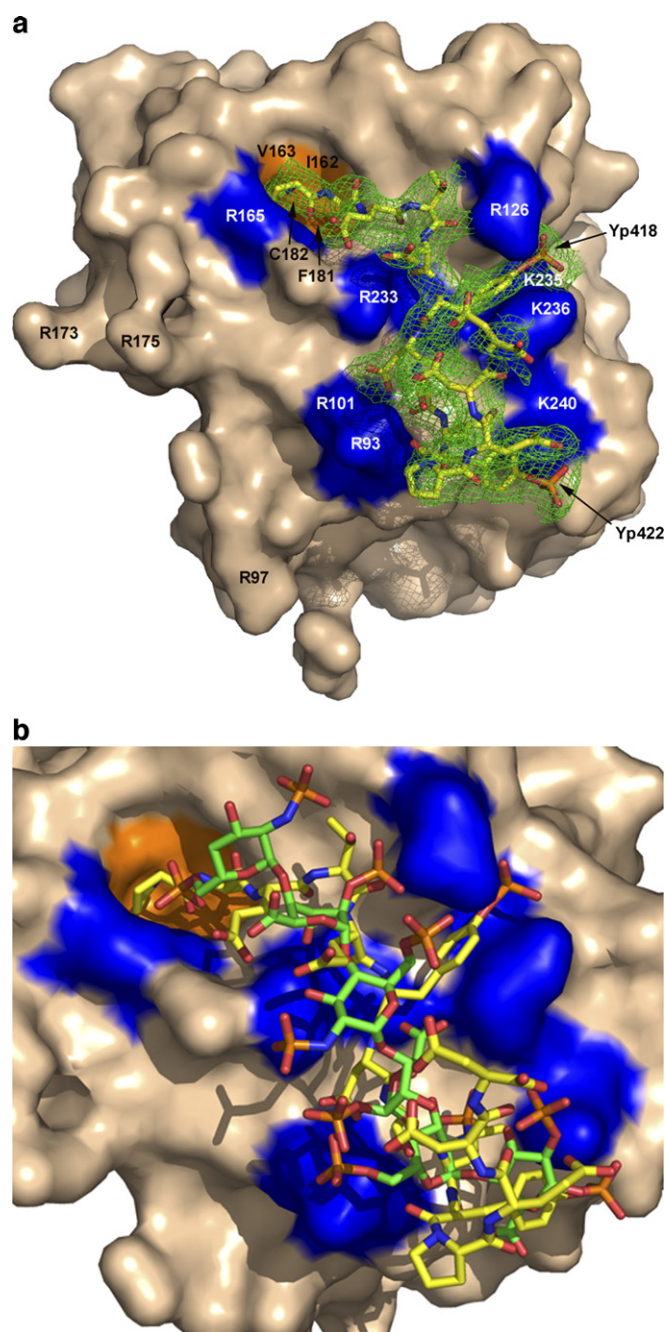 a
V163
I162
R165
R126
Yp418
C182
F181
K235
R233
K236
R173
R175
R101
K240
R93
Yp422
R97
b